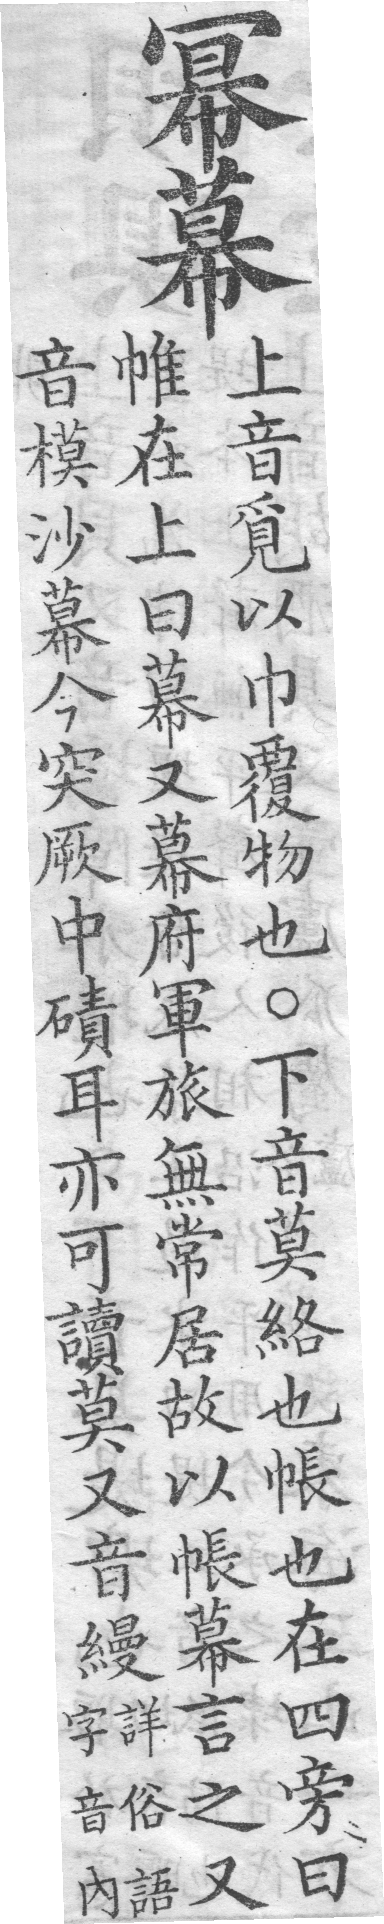 冪幕
上音覓以巾覆物也○下音莫絡也帳也在四旁曰
帷在上曰幕又幕府軍旅無常居故以帳幕言之又
音模沙幕今突厥中磧耳亦可讀莫又音縵
詳俗語
字音內